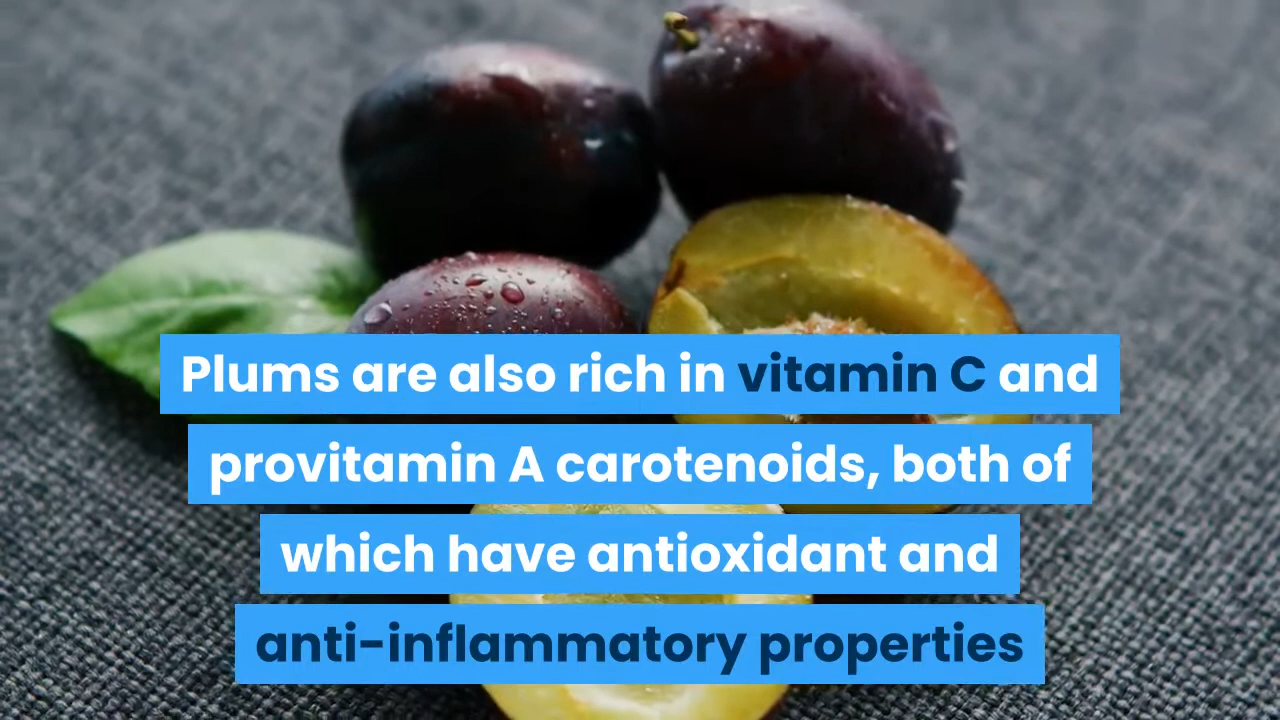 Plums are also rich in vitamin C and
provitamin A carotenoids, both of
which have antioxidant and
anti-inflammatory properties